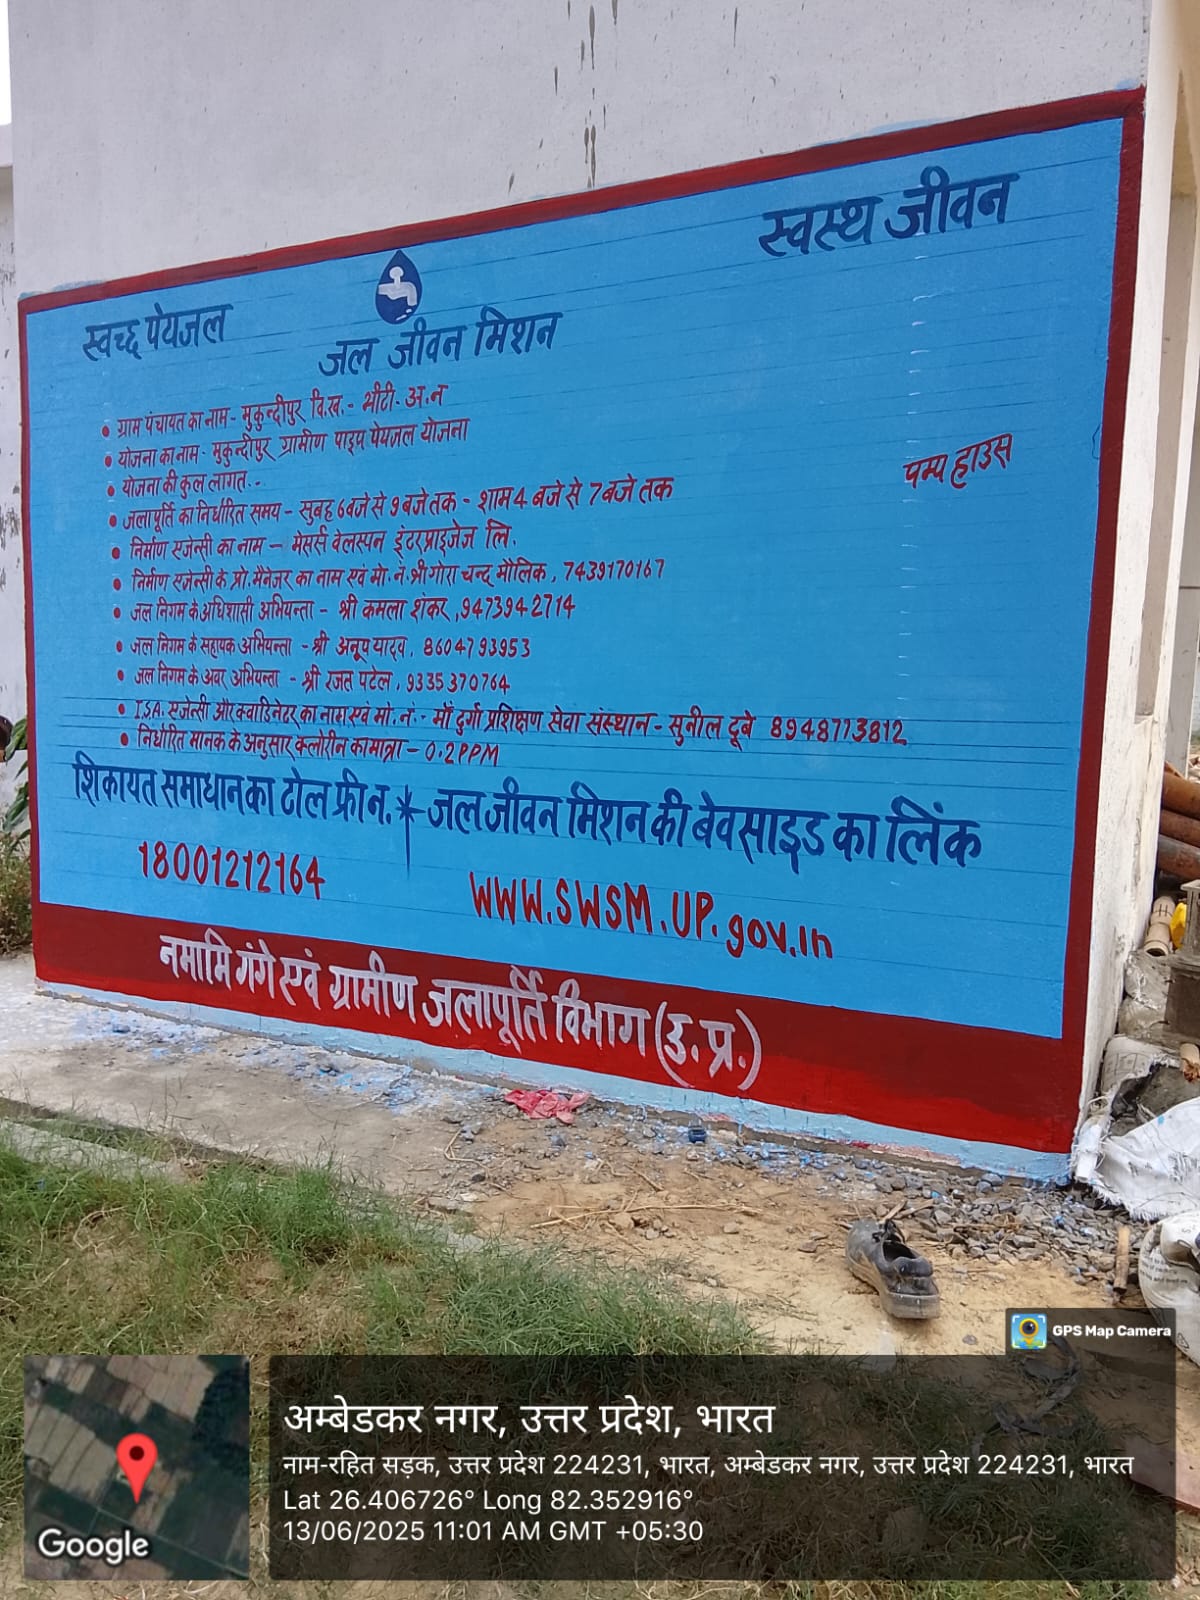 स्वच्छ पेयजल
स्वस्थ जीवन
जल जीवन मिशन
• ग्राम पंचायत का नाम - मुकुन्दीपुर वि.ख. - भीटी. अ.न
• योजना का नाम - मुकुन्दीपुर ग्रामीण पाइप पेयजल योजना
• योजना की कुल लागत. -
• जलापूर्ति का निर्धारित समय - सुबह 6 बजे से 9 बजे तक - शाम 4 बजे से 7 बजे तक
पम्प हाउस
• निर्माण एजेन्सी का नाम - मेसर्स वेलस्पन इंटरप्राइजेज लि.
• निर्माण एजेन्सी के प्रो. मैनेजर का नाम एवं मो. नं. श्री गोरा चन्द मौलिक, 7439170167
• जल निगम के अधिशासी अभियन्ता - श्री कमला शंकर, 9473942714
• जल निगम के सहायक अभियन्ता - श्री अनूप यादव, 8604793953
• जल निगम के अवर अभियन्ता - श्री रजत पटेल, 9335370764
• I.S.A. एजेन्सी और क्वाडिनेटर का नाम एवं मो. नं. - माँ दुर्गा प्रशिक्षण सेवा संस्थान - सुनील दूबे 8948773812
• निर्धारित मानक के अनुसार क्लोरीन का मात्रा - 0.2 PPM
शिकायत समाधान का टोल फ्री न. * जल जीवन मिशन की बेवसाइड का लिंक
18001212164
WWW.SWSM.UP.gov.in
नमामि गंगे एवं ग्रामीण जलापूर्ति विभाग (उ.प्र.)
GPS Map Camera
अम्बेडकर नगर, उत्तर प्रदेश, भारत
नाम-रहित सड़क, उत्तर प्रदेश 224231, भारत, अम्बेडकर नगर, उत्तर प्रदेश 224231, भारत
Lat 26.406726° Long 82.352916°
13/06/2025 11:01 AM GMT +05:30
Google